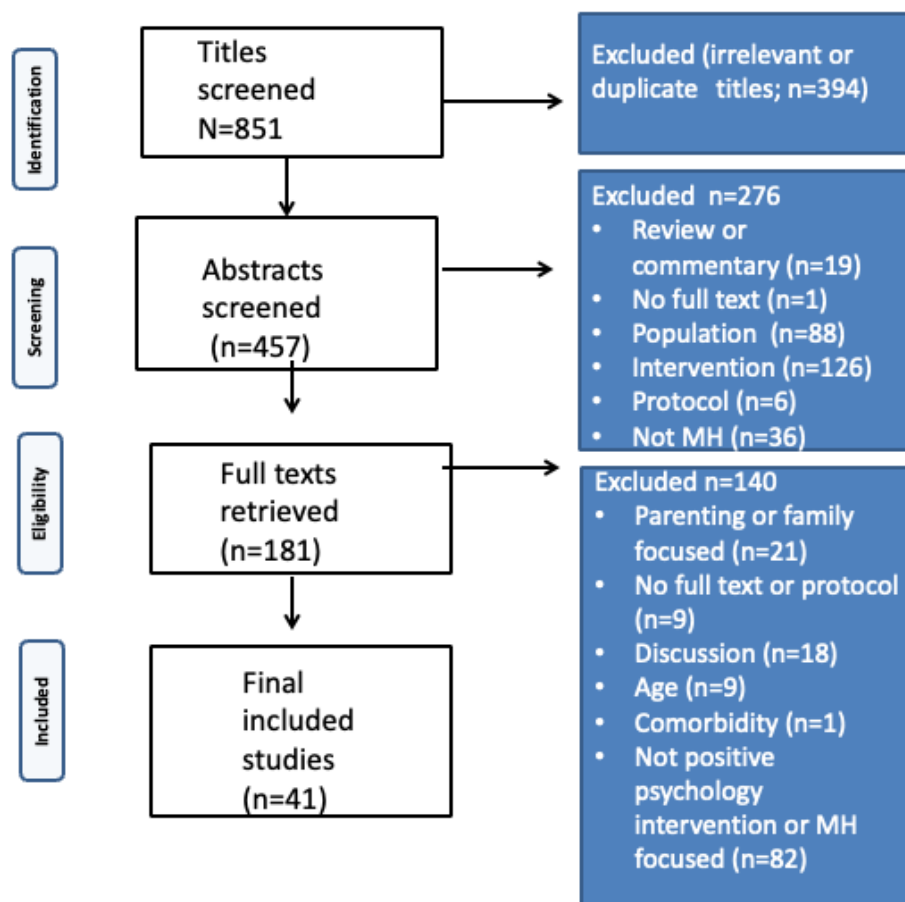 Identification
Titles
screened
N=851
Excluded (irrelevant or
duplicate titles; n=394)
Screening
Abstracts
screened
(n=457)
Excluded n=276
• Review or
commentary (n=19)
• No full text (n=1)
• Population (n=88)
• Intervention (n=126)
• Protocol (n=6)
• Not MH (n=36)
Eligibility
Full texts
retrieved
(n=181)
Excluded n=140
• Parenting or family
focused (n=21)
• No full text or protocol
(n=9)
• Discussion (n=18)
• Age (n=9)
• Comorbidity (n=1)
• Not positive
psychology
intervention or MH
focused (n=82)
Included
Final
included
studies
(n=41)